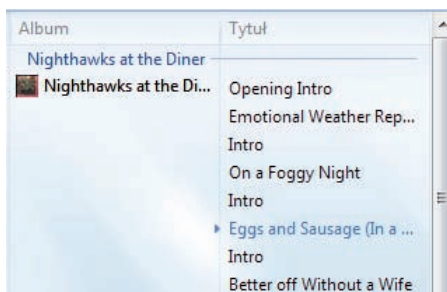 Album Tytuł
Nighthawks at the Diner
Nighthawks at the Di... Opening Intro
Emotional Weather Rep...
Intro
On a Foggy Night
Intro
Eggs and Sausage (In a ...
Intro
Better off Without a Wife